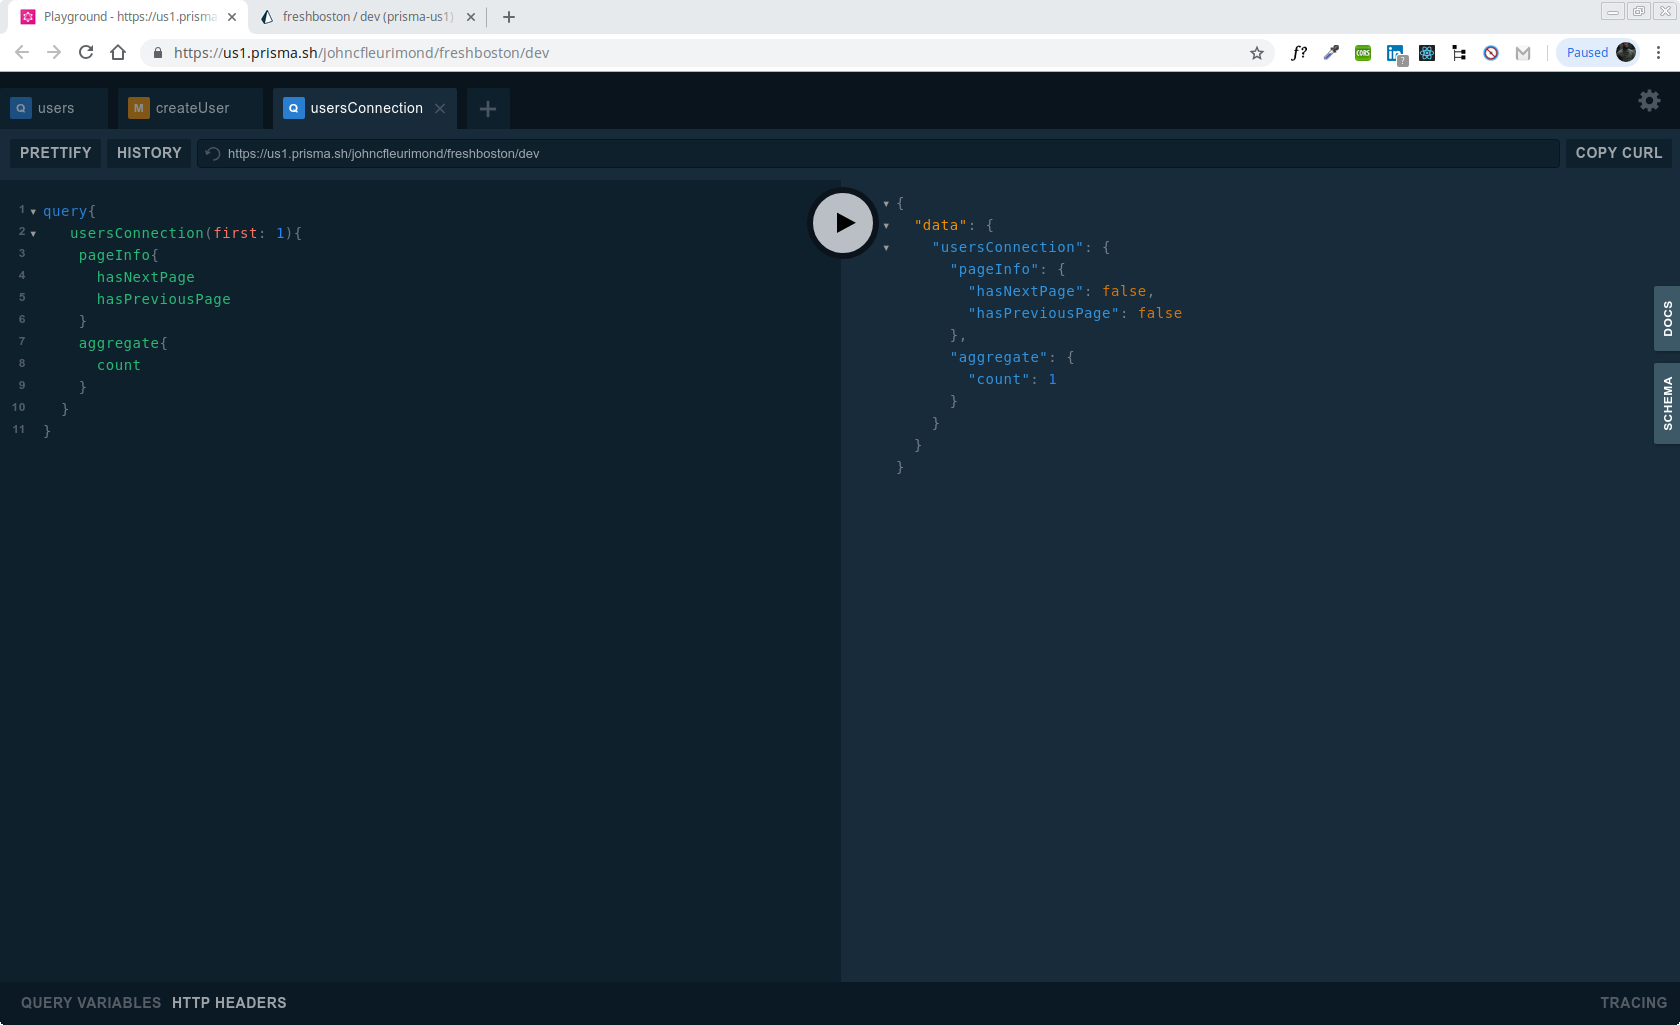 Playground - https://us1.prisma
freshboston / dev (prisma-us1)
https://us1.prisma.sh/johncfleurimond/freshboston/dev
f?
CORS
in
?
Paused
Q users
M createUser
Q usersConnection
PRETTIFY
HISTORY
https://us1.prisma.sh/johncfleurimond/freshboston/dev
COPY CURL
1 query{
2 usersConnection(first: 1){
3 pageInfo{
4 hasNextPage
5 hasPreviousPage
6 }
7 aggregate{
8 count
9 }
10 }
11 }
{
"data": {
"usersConnection": {
"pageInfo": {
"hasNextPage": false,
"hasPreviousPage": false
},
"aggregate": {
"count": 1
}
}
}
}
DOCS
SCHEMA
QUERY VARIABLES
HTTP HEADERS
TRACING